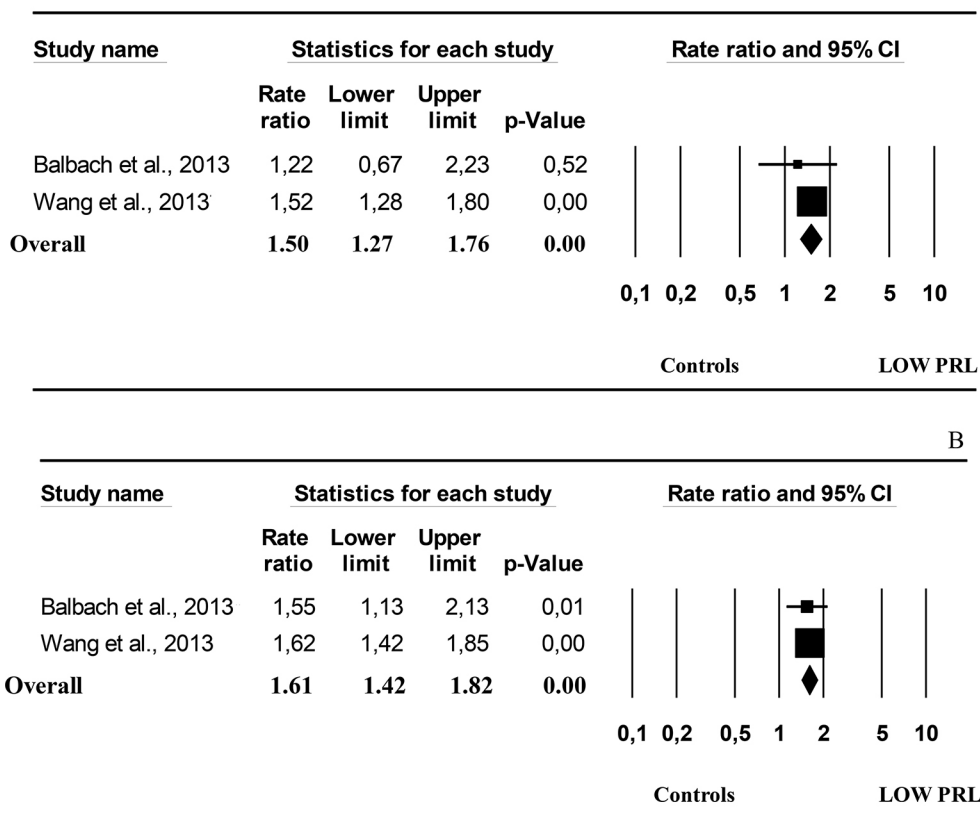 Study name Statistics for each study Rate ratio and 95% CI
Rate Lower Upper
ratio limit limit p-Value
Balbach et al., 2013 1,22 0,67 2,23 0,52
Wang et al., 2013 1,52 1,28 1,80 0,00
Overall 1.50 1.27 1.76 0.00
0,1 0,2 0,5 1 2 5 10
Controls LOW PRL
B
Study name Statistics for each study Rate ratio and 95% CI
Rate Lower Upper
ratio limit limit p-Value
Balbach et al., 2013 1,55 1,13 2,13 0,01
Wang et al., 2013 1,62 1,42 1,85 0,00
Overall 1.61 1.42 1.82 0.00
0,1 0,2 0,5 1 2 5 10
Controls LOW PRL